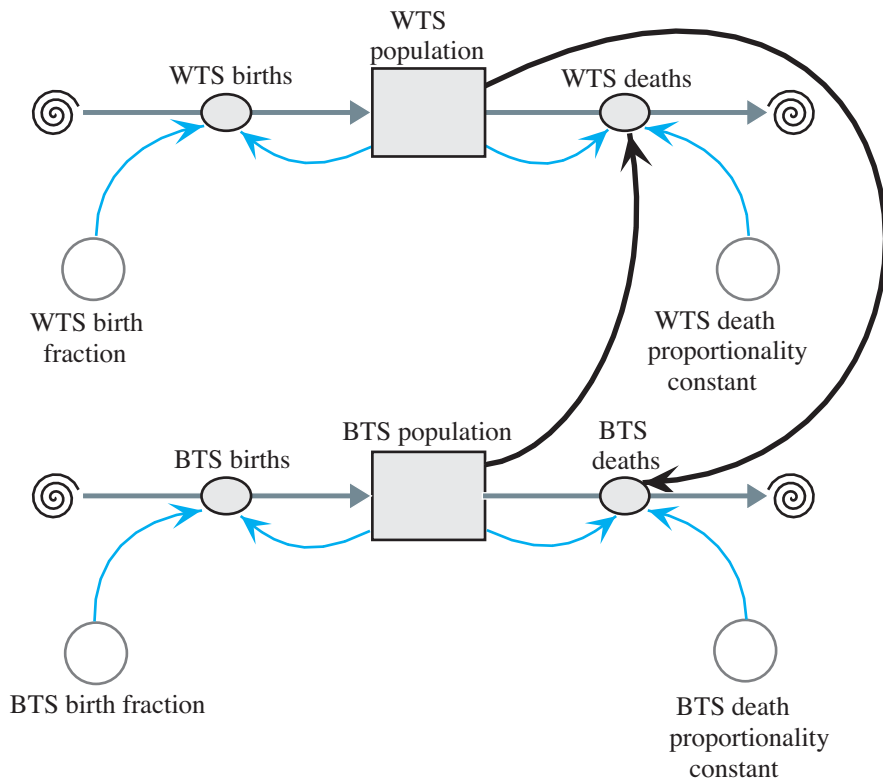 WTS
population
WTS births
WTS deaths
WTS birth
fraction
WTS death
proportionality
constant
BTS population
BTS
deaths
BTS births
BTS birth fraction
BTS death
proportionality
constant